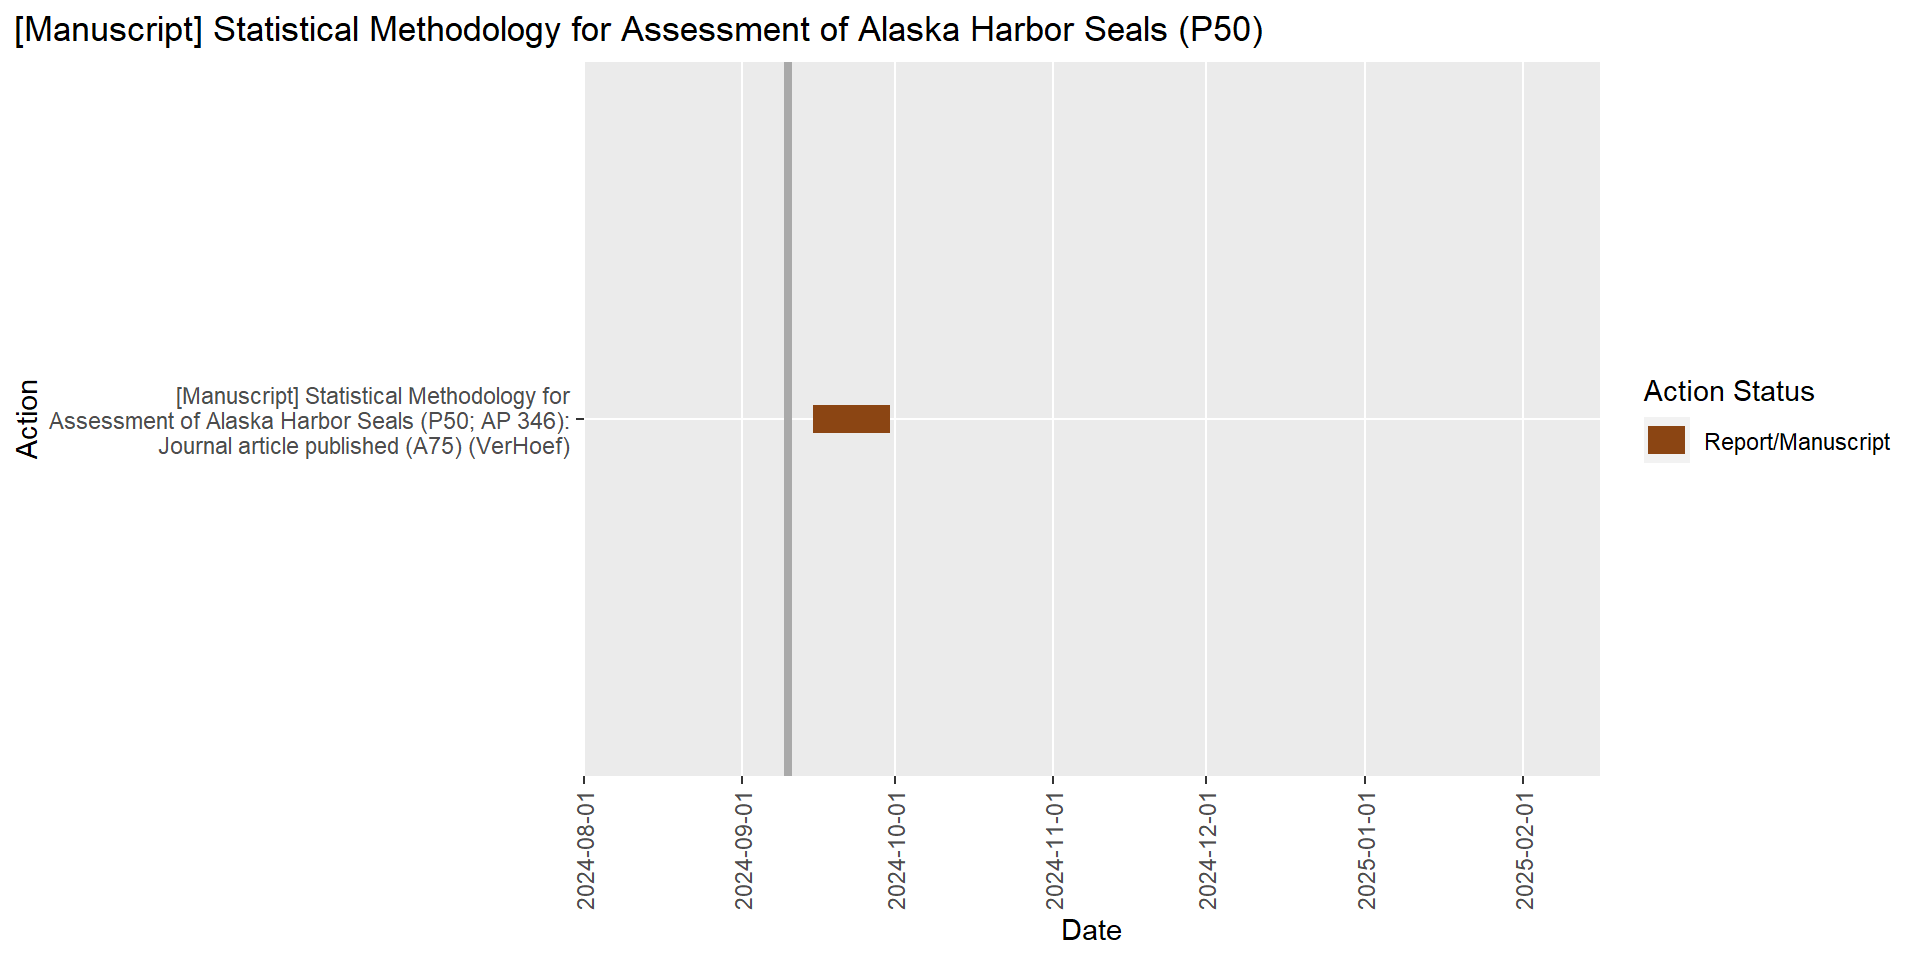 [Manuscript] Statistical Methodology for Assessment of Alaska Harbor Seals (P50)
Action
[Manuscript] Statistical Methodology for
Assessment of Alaska Harbor Seals (P50; AP 346):
Journal article published (A75) (VerHoef)
Action Status
Report/Manuscript
2024-08-01
2024-09-01
2024-10-01
2024-11-01
2024-12-01
2025-01-01
2025-02-01
Date